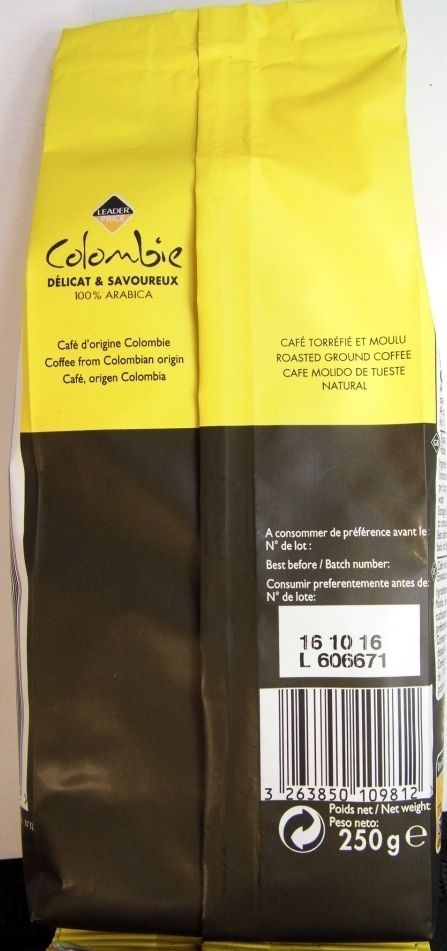 LEADER
PRICE
Colombie
DÉLICAT & SAVOUREUX
100% ARABICA
Café d'origine Colombie
Coffee from Colombian origin
Café, origen Colombia
CAFÉ TORRÉFIÉ ET MOULU
ROASTED GROUND COFFEE
CAFE MOLIDO DE TUESTE
NATURAL
A consommer de préférence avant le:
N° de lot :
Best before / Batch number:
Consumir preferentemente antes de:
N° de lote:
16 10 16
L 606671
3 263850 109812
Poids net / Net weight:
Peso neto:
250 g e